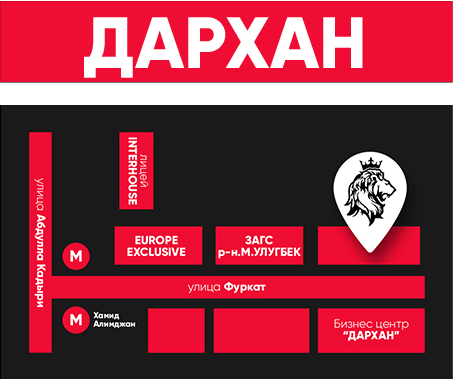 ДАРХАН
лицей
INTERHOUSE
улица Абдулла Кадыри
EUROPE
EXCLUSIVE
ЗАГС
р-н.М.УЛУГБЕК
М
улица Фуркат
М
Хамид
Алимджан
Бизнес центр
“ДАРХАН”